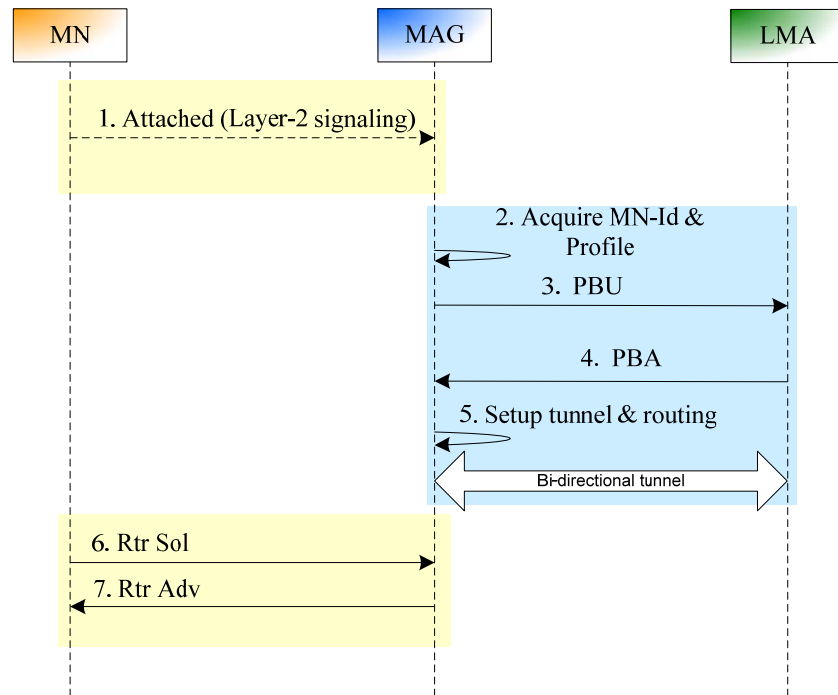 MN
MAG
LMA
1. Attached (Layer-2 signaling)
2. Acquire MN-Id &
Profile
3. PBU
4. PBA
5. Setup tunnel & routing
Bi-directional tunnel
6. Rtr Sol
7. Rtr Adv